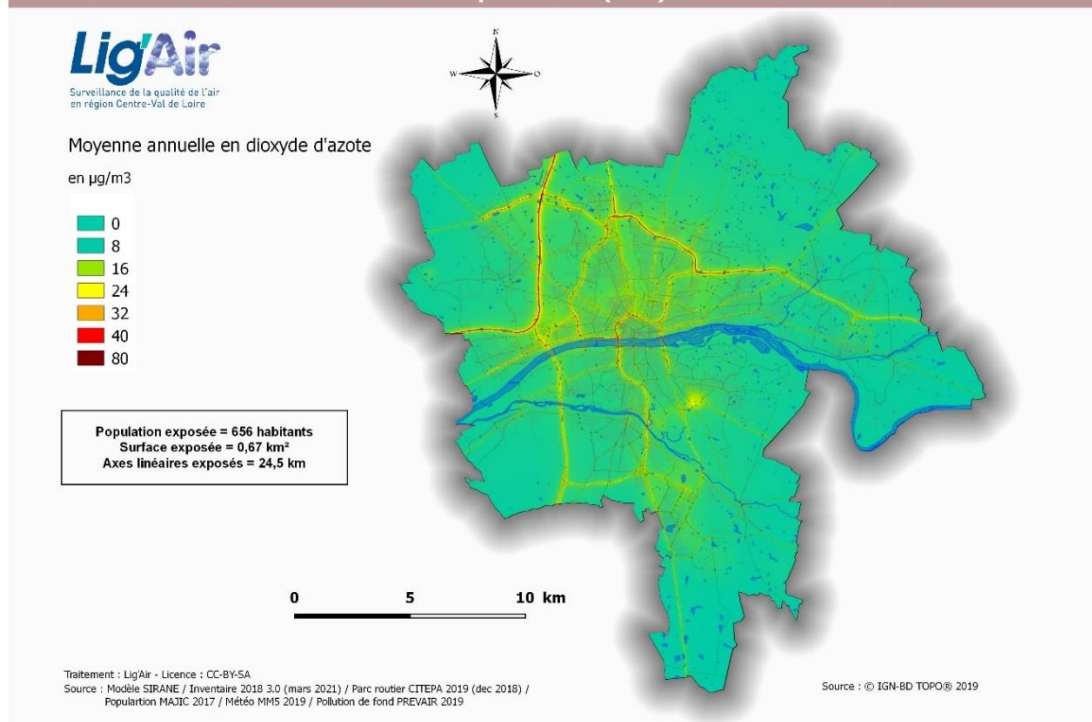 Lig'Air
Surveillance de la qualité de l'air
en région Centre-Val de Loire
N
W
O
S
Moyenne annuelle en dioxyde d'azote
en µg/m3
0
8
16
24
32
40
80
Population exposée = 656 habitants
Surface exposée = 0,67 km²
Axes linéaires exposés = 24,5 km
0 5 10 km
Traitement : Lig'Air - Licence : CC-BY-SA
Source : Modèle SIRANE / Inventaire 2018 3.0 (mars 2021) / Parc routier CITEPA 2019 (dec 2018) /
Populartion MAJIC 2017 / Météo MM5 2019 / Pollution de fond PREVAIR 2019
Source : © IGN-BD TOPO® 2019